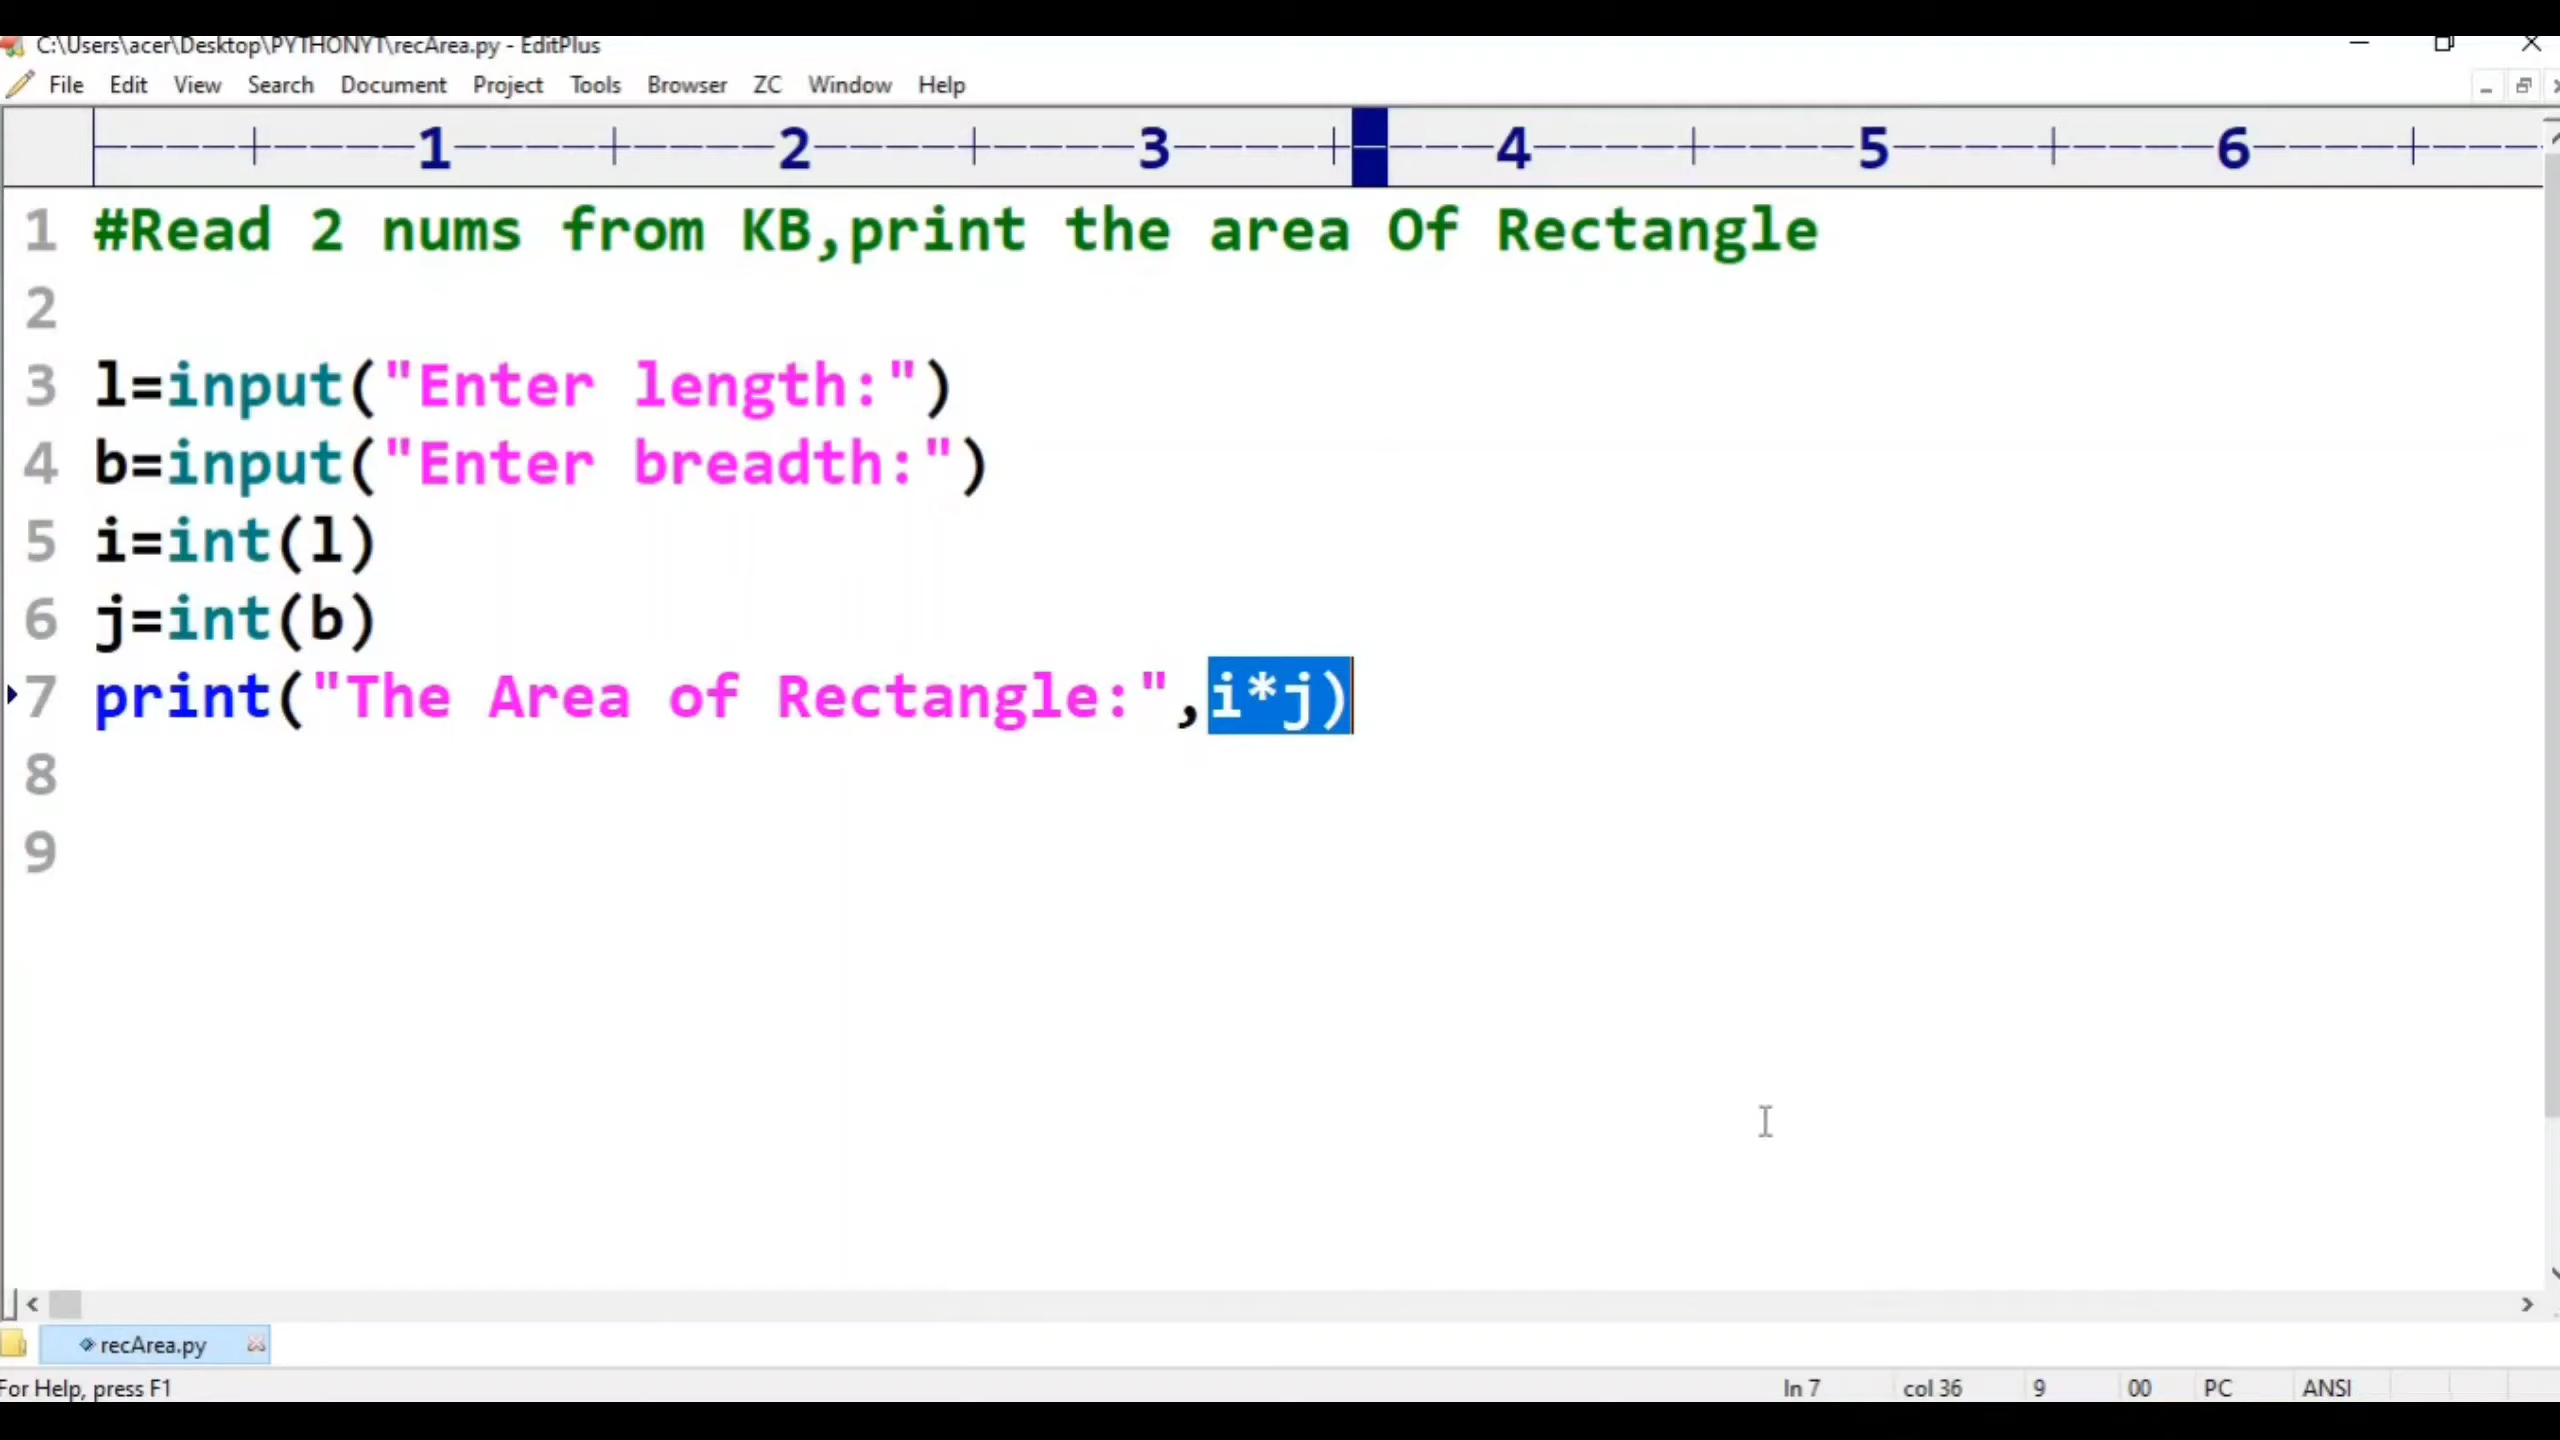 C:\Users\acer\Desktop\PYTHONYT\recArea.py - EditPlus
File Edit View Search Document Project Tools Browser ZC Window Help
----+----1----+----2----+----3----+----4----+----5----+----6----+----
1 #Read 2 nums from KB,print the area Of Rectangle
2
3 l=input("Enter length:")
4 b=input("Enter breadth:")
5 i=int(l)
6 j=int(b)
7 print("The Area of Rectangle:",i*j)
8
9
recArea.py
For Help, press F1 ln 7 col 36 9 00 PC ANSI